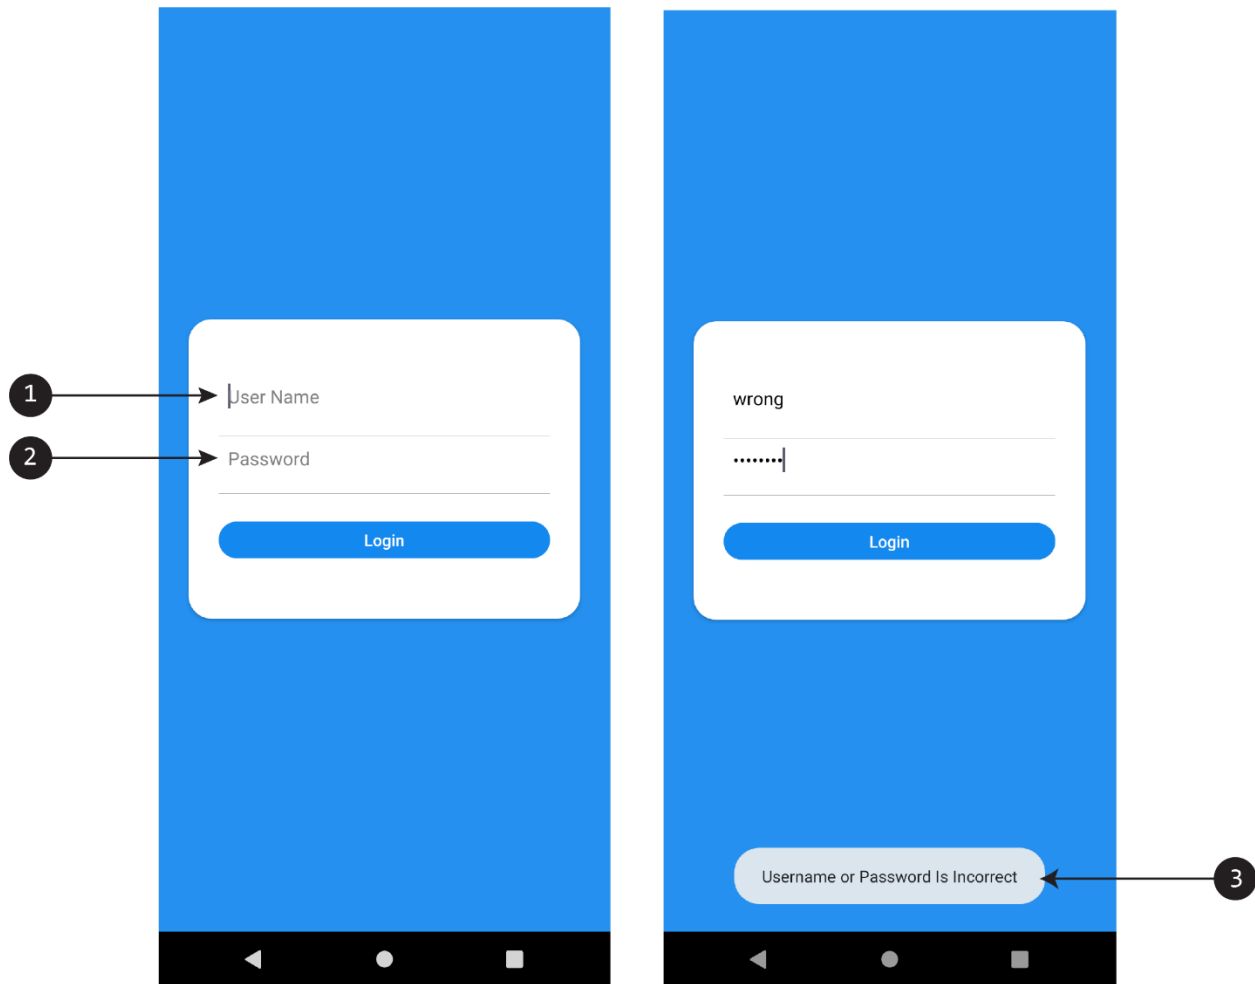 1
User Name
2
Password
Login
wrong
••••••••
Login
Username or Password Is Incorrect
3